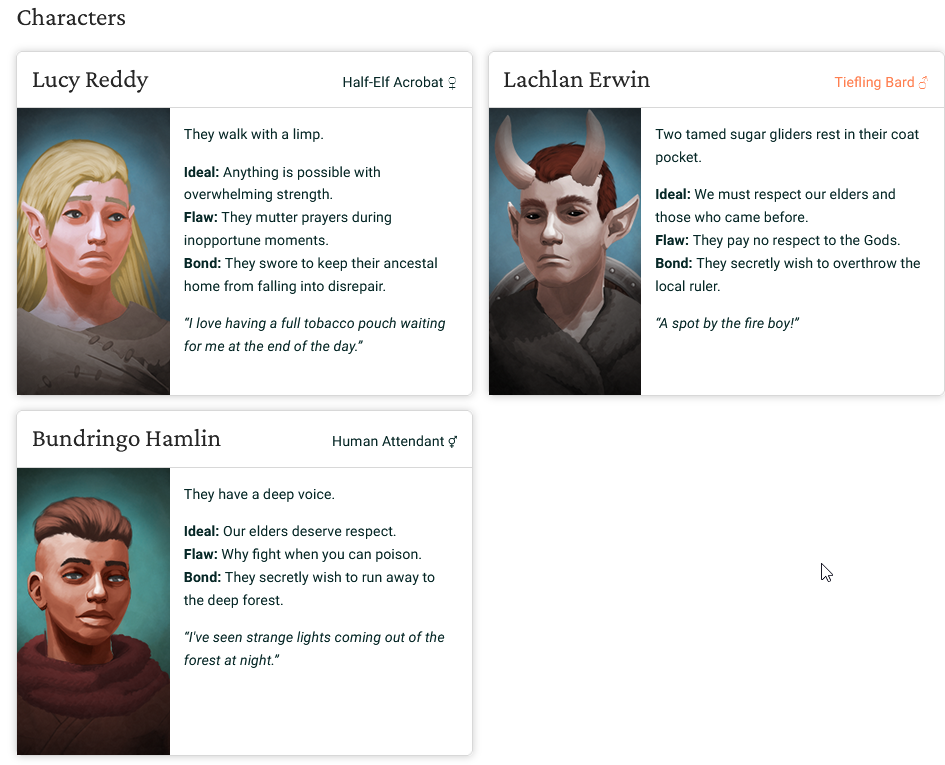 Characters
Lucy Reddy
Half-Elf Acrobat ♀
They walk with a limp.
Ideal: Anything is possible with
overwhelming strength.
Flaw: They mutter prayers during
inopportune moments.
Bond: They swore to keep their ancestal
home from falling into disrepair.
“I love having a full tobacco pouch waiting
for me at the end of the day.”
Lachlan Erwin
Tiefling Bard ♂
Two tamed sugar gliders rest in their coat
pocket.
Ideal: We must respect our elders and
those who came before.
Flaw: They pay no respect to the Gods.
Bond: They secretly wish to overthrow the
local ruler.
“A spot by the fire boy!”
Bundringo Hamlin
Human Attendant ⚥
They have a deep voice.
Ideal: Our elders deserve respect.
Flaw: Why fight when you can poison.
Bond: They secretly wish to run away to
the deep forest.
“I've seen strange lights coming out of the
forest at night.”